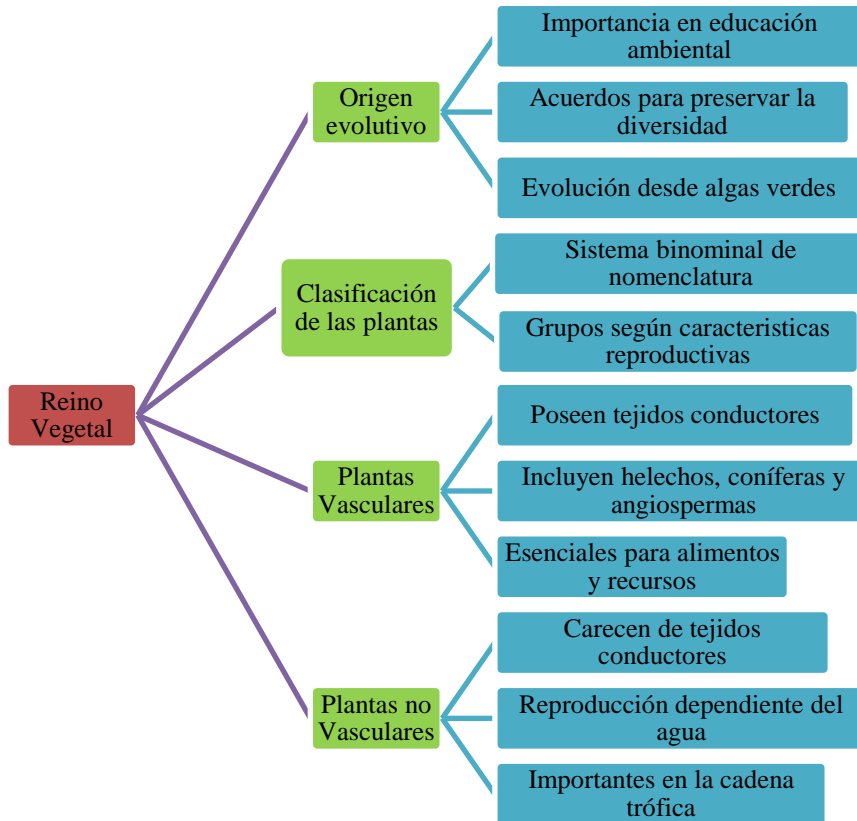 Reino
Vegetal
Origen
evolutivo
Importancia en educación
ambiental
Acuerdos para preservar la
diversidad
Evolución desde algas verdes
Clasificación
de las plantas
Sistema binominal de
nomenclatura
Grupos según caracteristicas
reproductivas
Plantas
Vasculares
Poseen tejidos conductores
Incluyen helechos, coníferas y
angiospermas
Esenciales para alimentos
y recursos
Plantas no
Vasculares
Carecen de tejidos
conductores
Reproducción dependiente del
agua
Importantes en la cadena
trófica